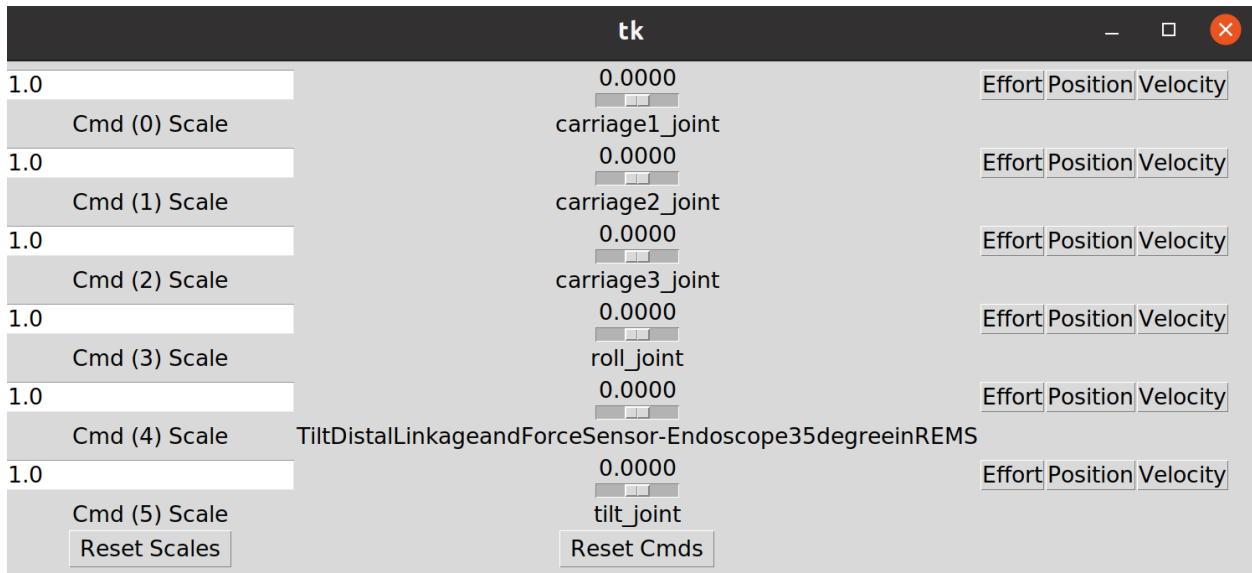 tk
1.0 0.0000 Effort Position Velocity
Cmd (0) Scale carriage1_joint
1.0 0.0000 Effort Position Velocity
Cmd (1) Scale carriage2_joint
1.0 0.0000 Effort Position Velocity
Cmd (2) Scale carriage3_joint
1.0 0.0000 Effort Position Velocity
Cmd (3) Scale roll_joint
1.0 0.0000 Effort Position Velocity
Cmd (4) Scale TiltDistalLinkageandForceSensor-Endoscope35degreeinREMS
1.0 0.0000 Effort Position Velocity
Cmd (5) Scale tilt_joint
Reset Scales Reset Cmds